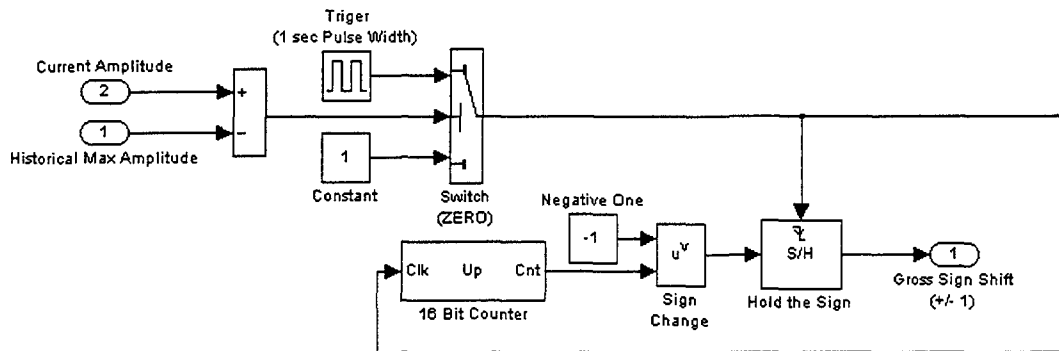 Triger
(1 sec Pulse Width)
Current Amplitude
2
+
1
−
Historical Max Amplitude
1
Constant
Switch
(ZERO)
Negative One
-1
Clk Up Cnt
16 Bit Counter
u^v
Sign
Change
S/H
Hold the Sign
1
Gross Sign Shift
(+/- 1)